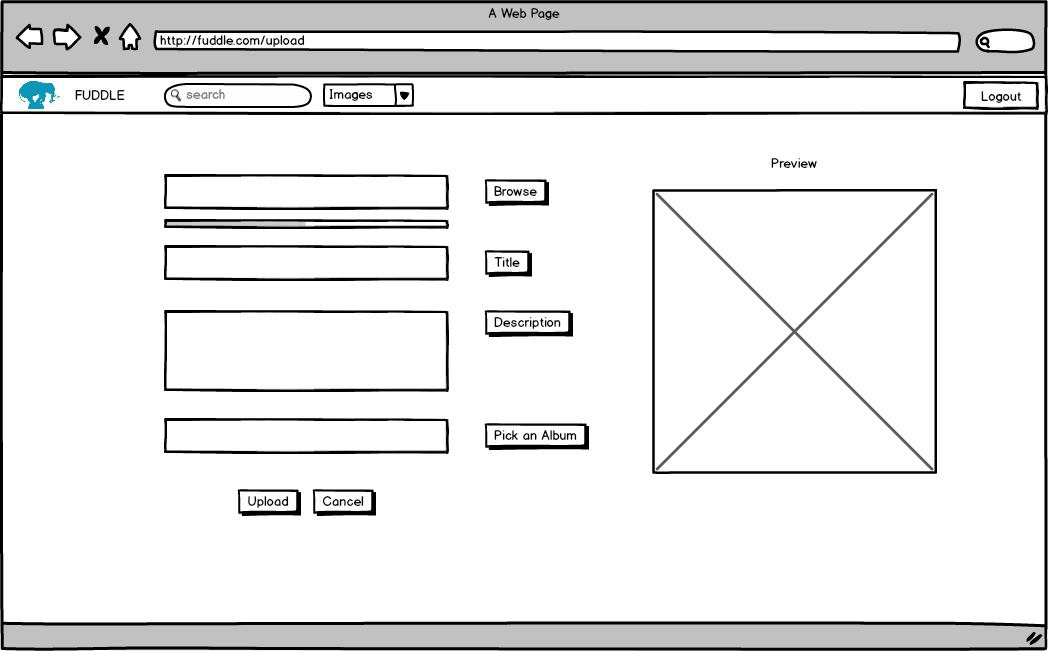 A Web Page
http://fuddle.com/upload
FUDDLE
search
Images
Logout
Preview
Browse
Title
Description
Pick an Album
Upload
Cancel